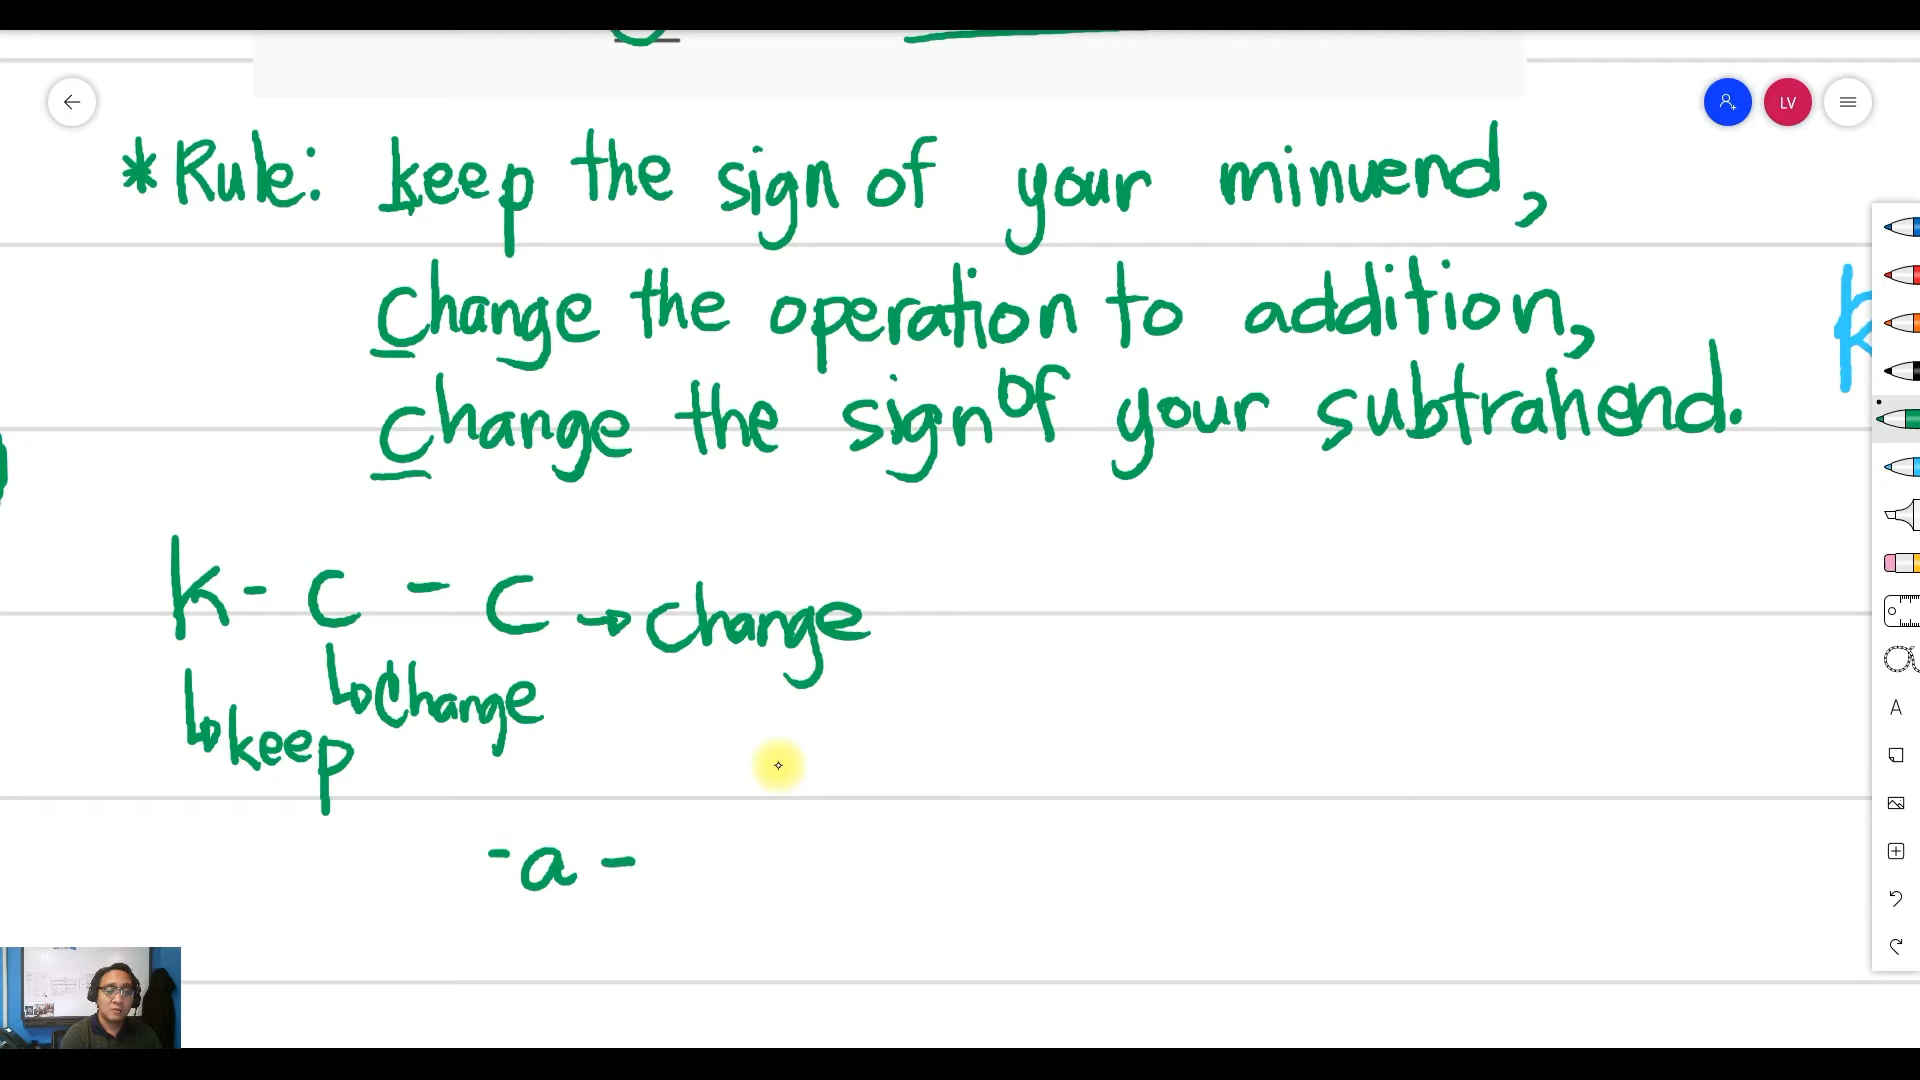 LV
*Rule: keep the sign of your minuend,
change the operation to addition,
change the sign of your subtrahend.
k
k - c - c → change
↳ change
↳ keep
-a -
A